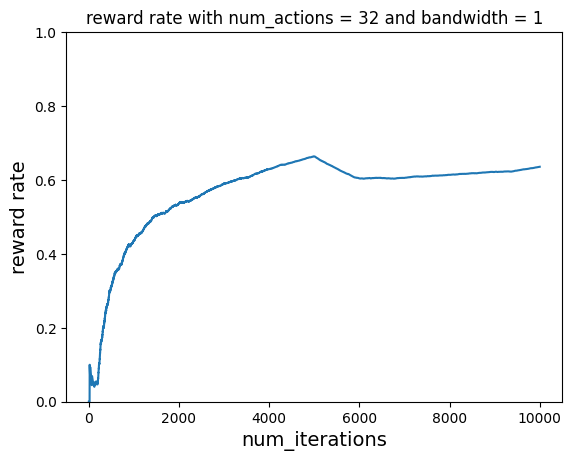 reward rate with num_actions = 32 and bandwidth = 1
1.0
0.8
0.6
0.4
0.2
0.0
reward rate
0 2000 4000 6000 8000 10000
num_iterations